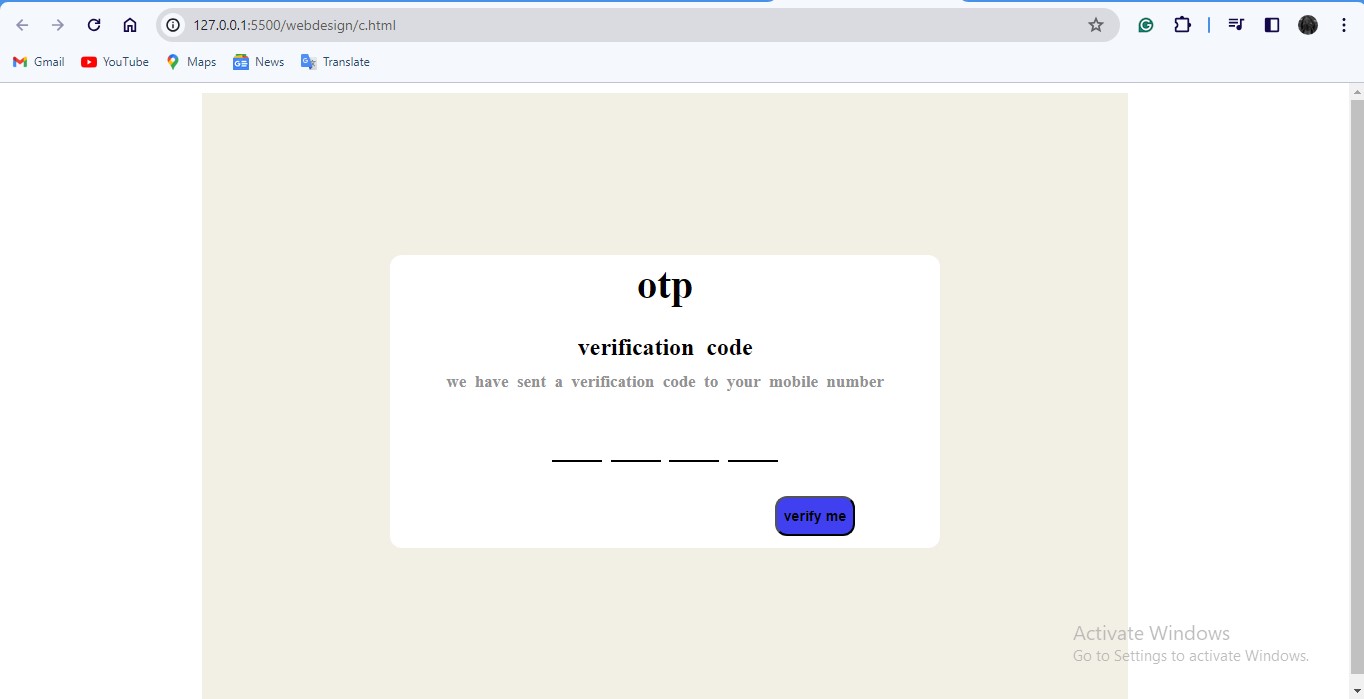 127.0.0.1:5500/webdesign/c.html
Gmail YouTube Maps News Translate
otp
verification code
we have sent a verification code to your mobile number
verify me
Activate Windows
Go to Settings to activate Windows.